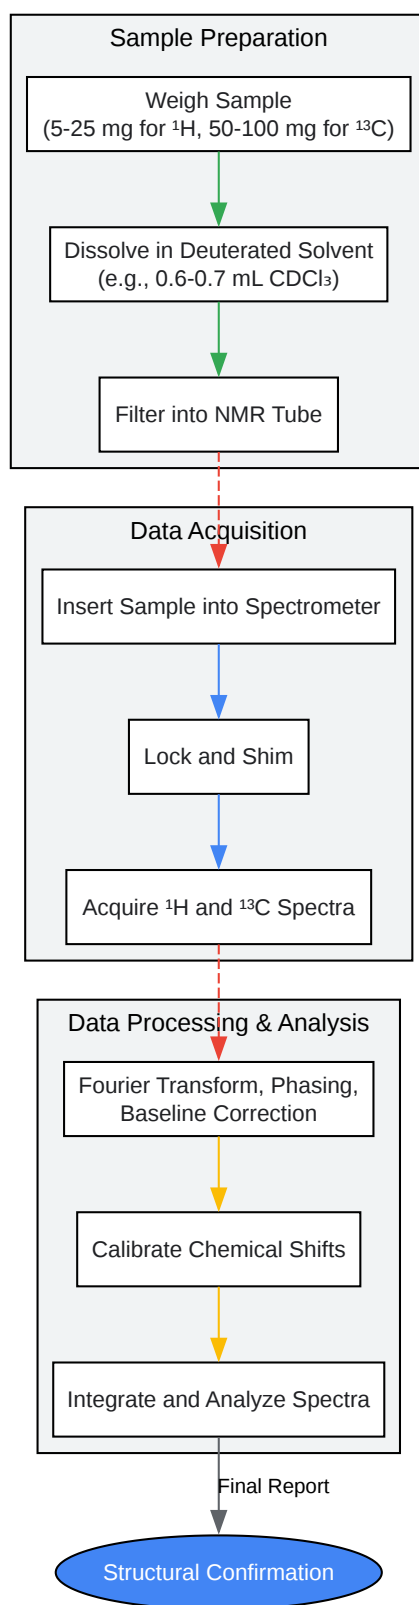 Sample Preparation
Weigh Sample
(5-25 mg for ¹H, 50-100 mg for ¹³C)
Dissolve in Deuterated Solvent
(e.g., 0.6-0.7 mL CDCl₃)
Filter into NMR Tube
Data Acquisition
Insert Sample into Spectrometer
Lock and Shim
Acquire ¹H and ¹³C Spectra
Data Processing & Analysis
Fourier Transform, Phasing,
Baseline Correction
Calibrate Chemical Shifts
Integrate and Analyze Spectra
Final Report
Structural Confirmation